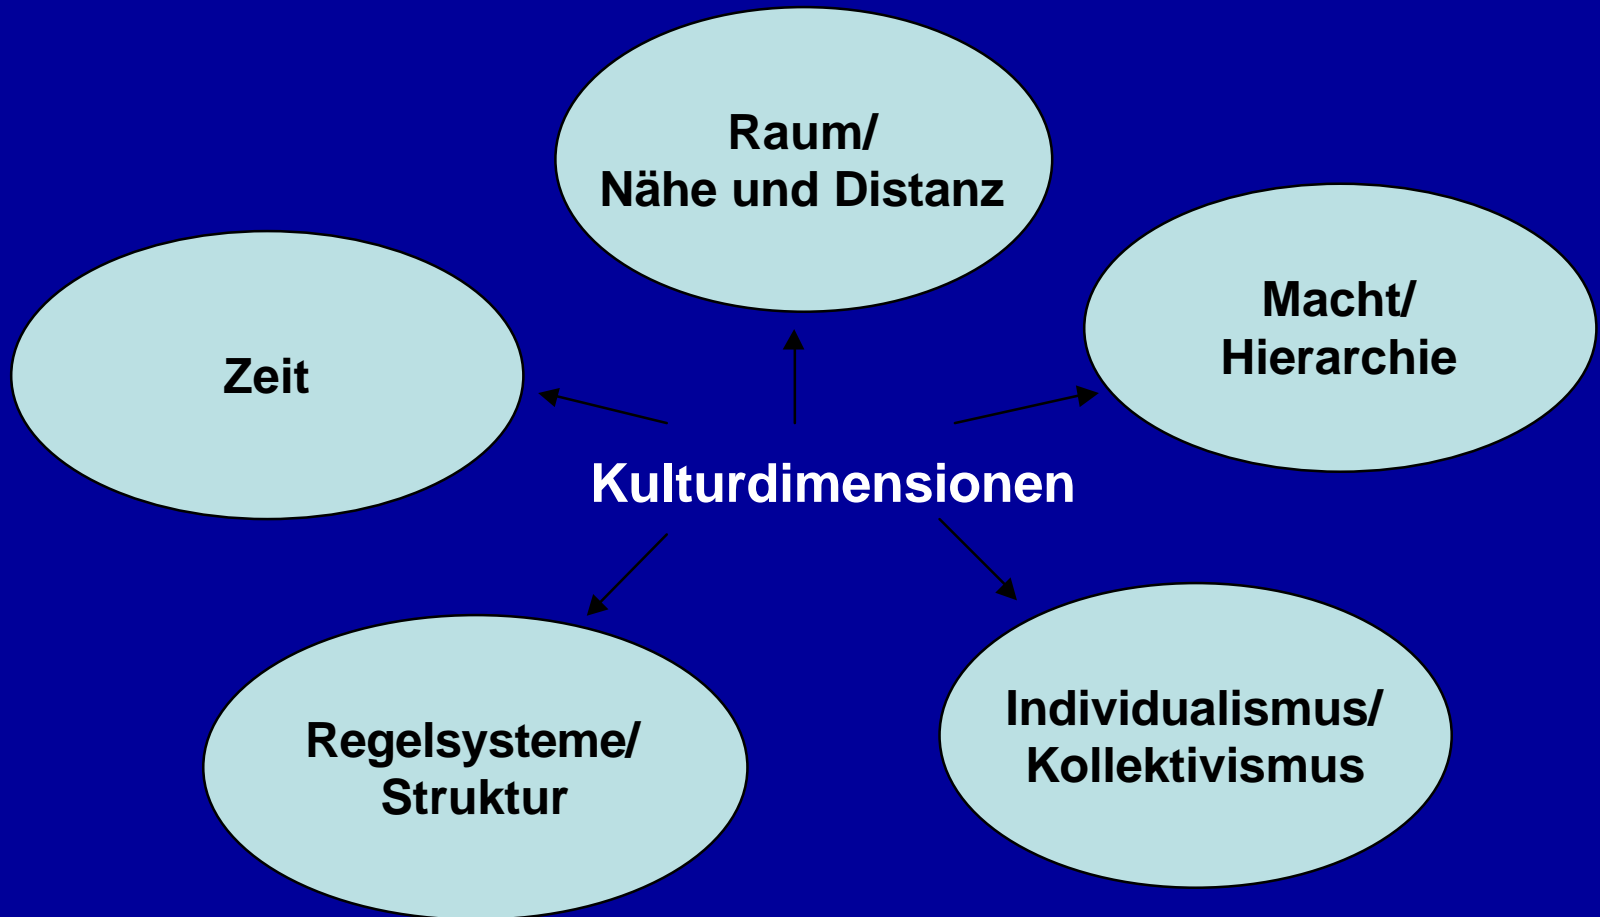 Raum/
Nähe und Distanz
Macht/
Hierarchie
Zeit
Kulturdimensionen
Regelsysteme/
Struktur
Individualismus/
Kollektivismus